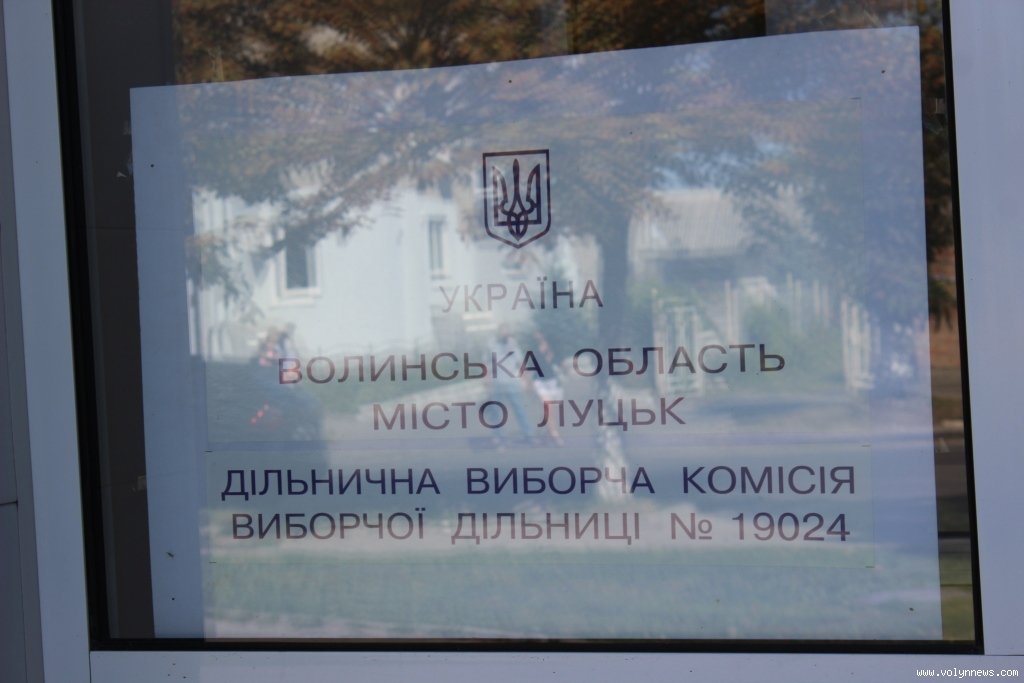 УКРАЇНА
ВОЛИНСЬКА ОБЛАСТЬ
МІСТО ЛУЦЬК
ДІЛЬНИЧНА ВИБОРЧА КОМІСІЯ
ВИБОРЧОЇ ДІЛЬНИЦІ № 19024
www.volynnews.com